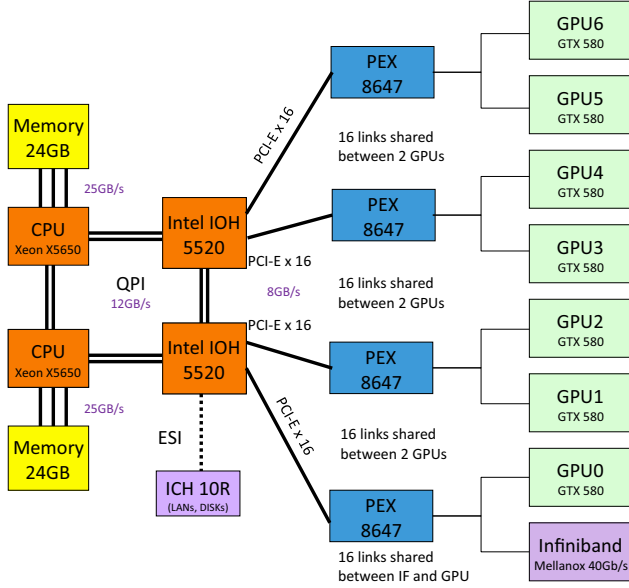 GPU6
GTX 580
PEX
8647
GPU5
GTX 580
Memory
24GB
PCI-E x 16
16 links shared
between 2 GPUs
GPU4
GTX 580
25GB/s
CPU
Xeon X5650
Intel IOH
5520
PEX
8647
GPU3
GTX 580
PCI-E x 16
QPI
12GB/s
8GB/s
16 links shared
between 2 GPUs
GPU2
GTX 580
PCI-E x 16
CPU
Xeon X5650
Intel IOH
5520
PEX
8647
GPU1
GTX 580
25GB/s
PCI-E x 16
16 links shared
between 2 GPUs
ESI
Memory
24GB
ICH 10R
(LANs, DISKs)
GPU0
GTX 580
PEX
8647
Infiniband
Mellanox 40Gb/s
16 links shared
between IF and GPU